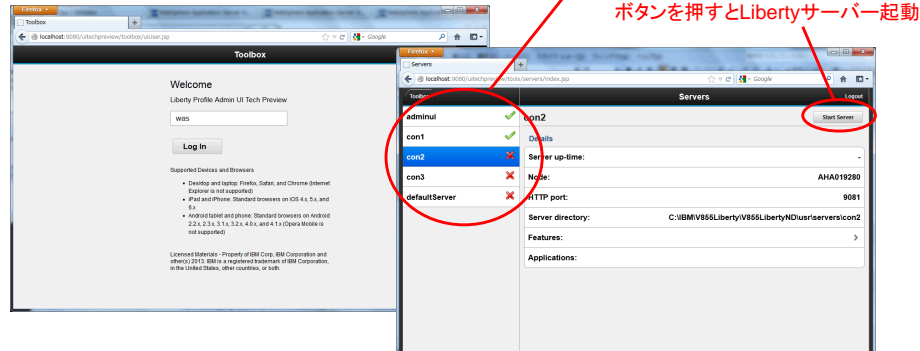 ボタンを押すとLibertyサーバー起動
Firefox
Toolbox
localhost:9080/uitechpreview/toolbox/uiUser.jsp
Google
Toolbox
Welcome
Liberty Profile Admin UI Tech Preview
was
Log In
Supported Devices and Browsers
Desktop and laptop: Firefox, Safari, and Chrome (Internet
Explorer is not supported)
iPad and iPhone: Standard browsers on iOS 4.x, 5.x, and
6.x
Android tablet and phone: Standard browsers on Android
2.2.x, 2.3.x, 3.1.x, 3.2.x, 4.0.x, and 4.1.x (Opera Mobile is
not supported)
Licensed Materials - Property of IBM Corp, IBM Corporation and
other(s) 2013. IBM is a registered trademark of IBM Corporation,
in the United States, other countries, or both.
Firefox
Servers
localhost:9080/uitechpreview/tools/servers/index.jsp
Google
Toolbox
Servers
Logout
adminui
con1
con2
con3
defaultServer
con2
Start Server
Details
Server up-time: -
Node: AHA019280
HTTP port: 9081
Server directory: C:\IBM\V855Liberty\V855LibertyND\usr\servers\con2
Features:
Applications: